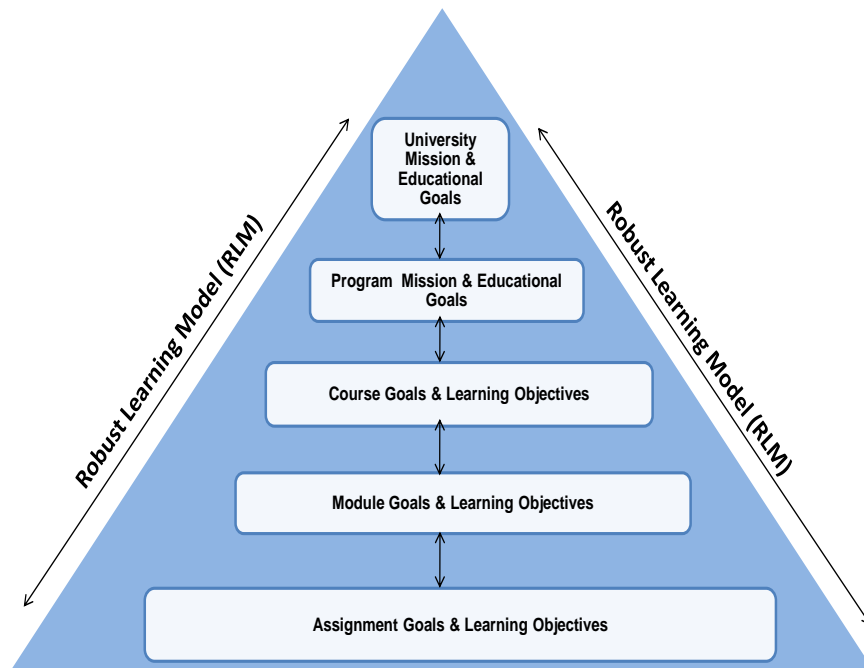 University
Mission &
Educational
Goals
Program Mission & Educational
Goals
Course Goals & Learning Objectives
Module Goals & Learning Objectives
Assignment Goals & Learning Objectives
Robust Learning Model (RLM)
Robust Learning Model (RLM)